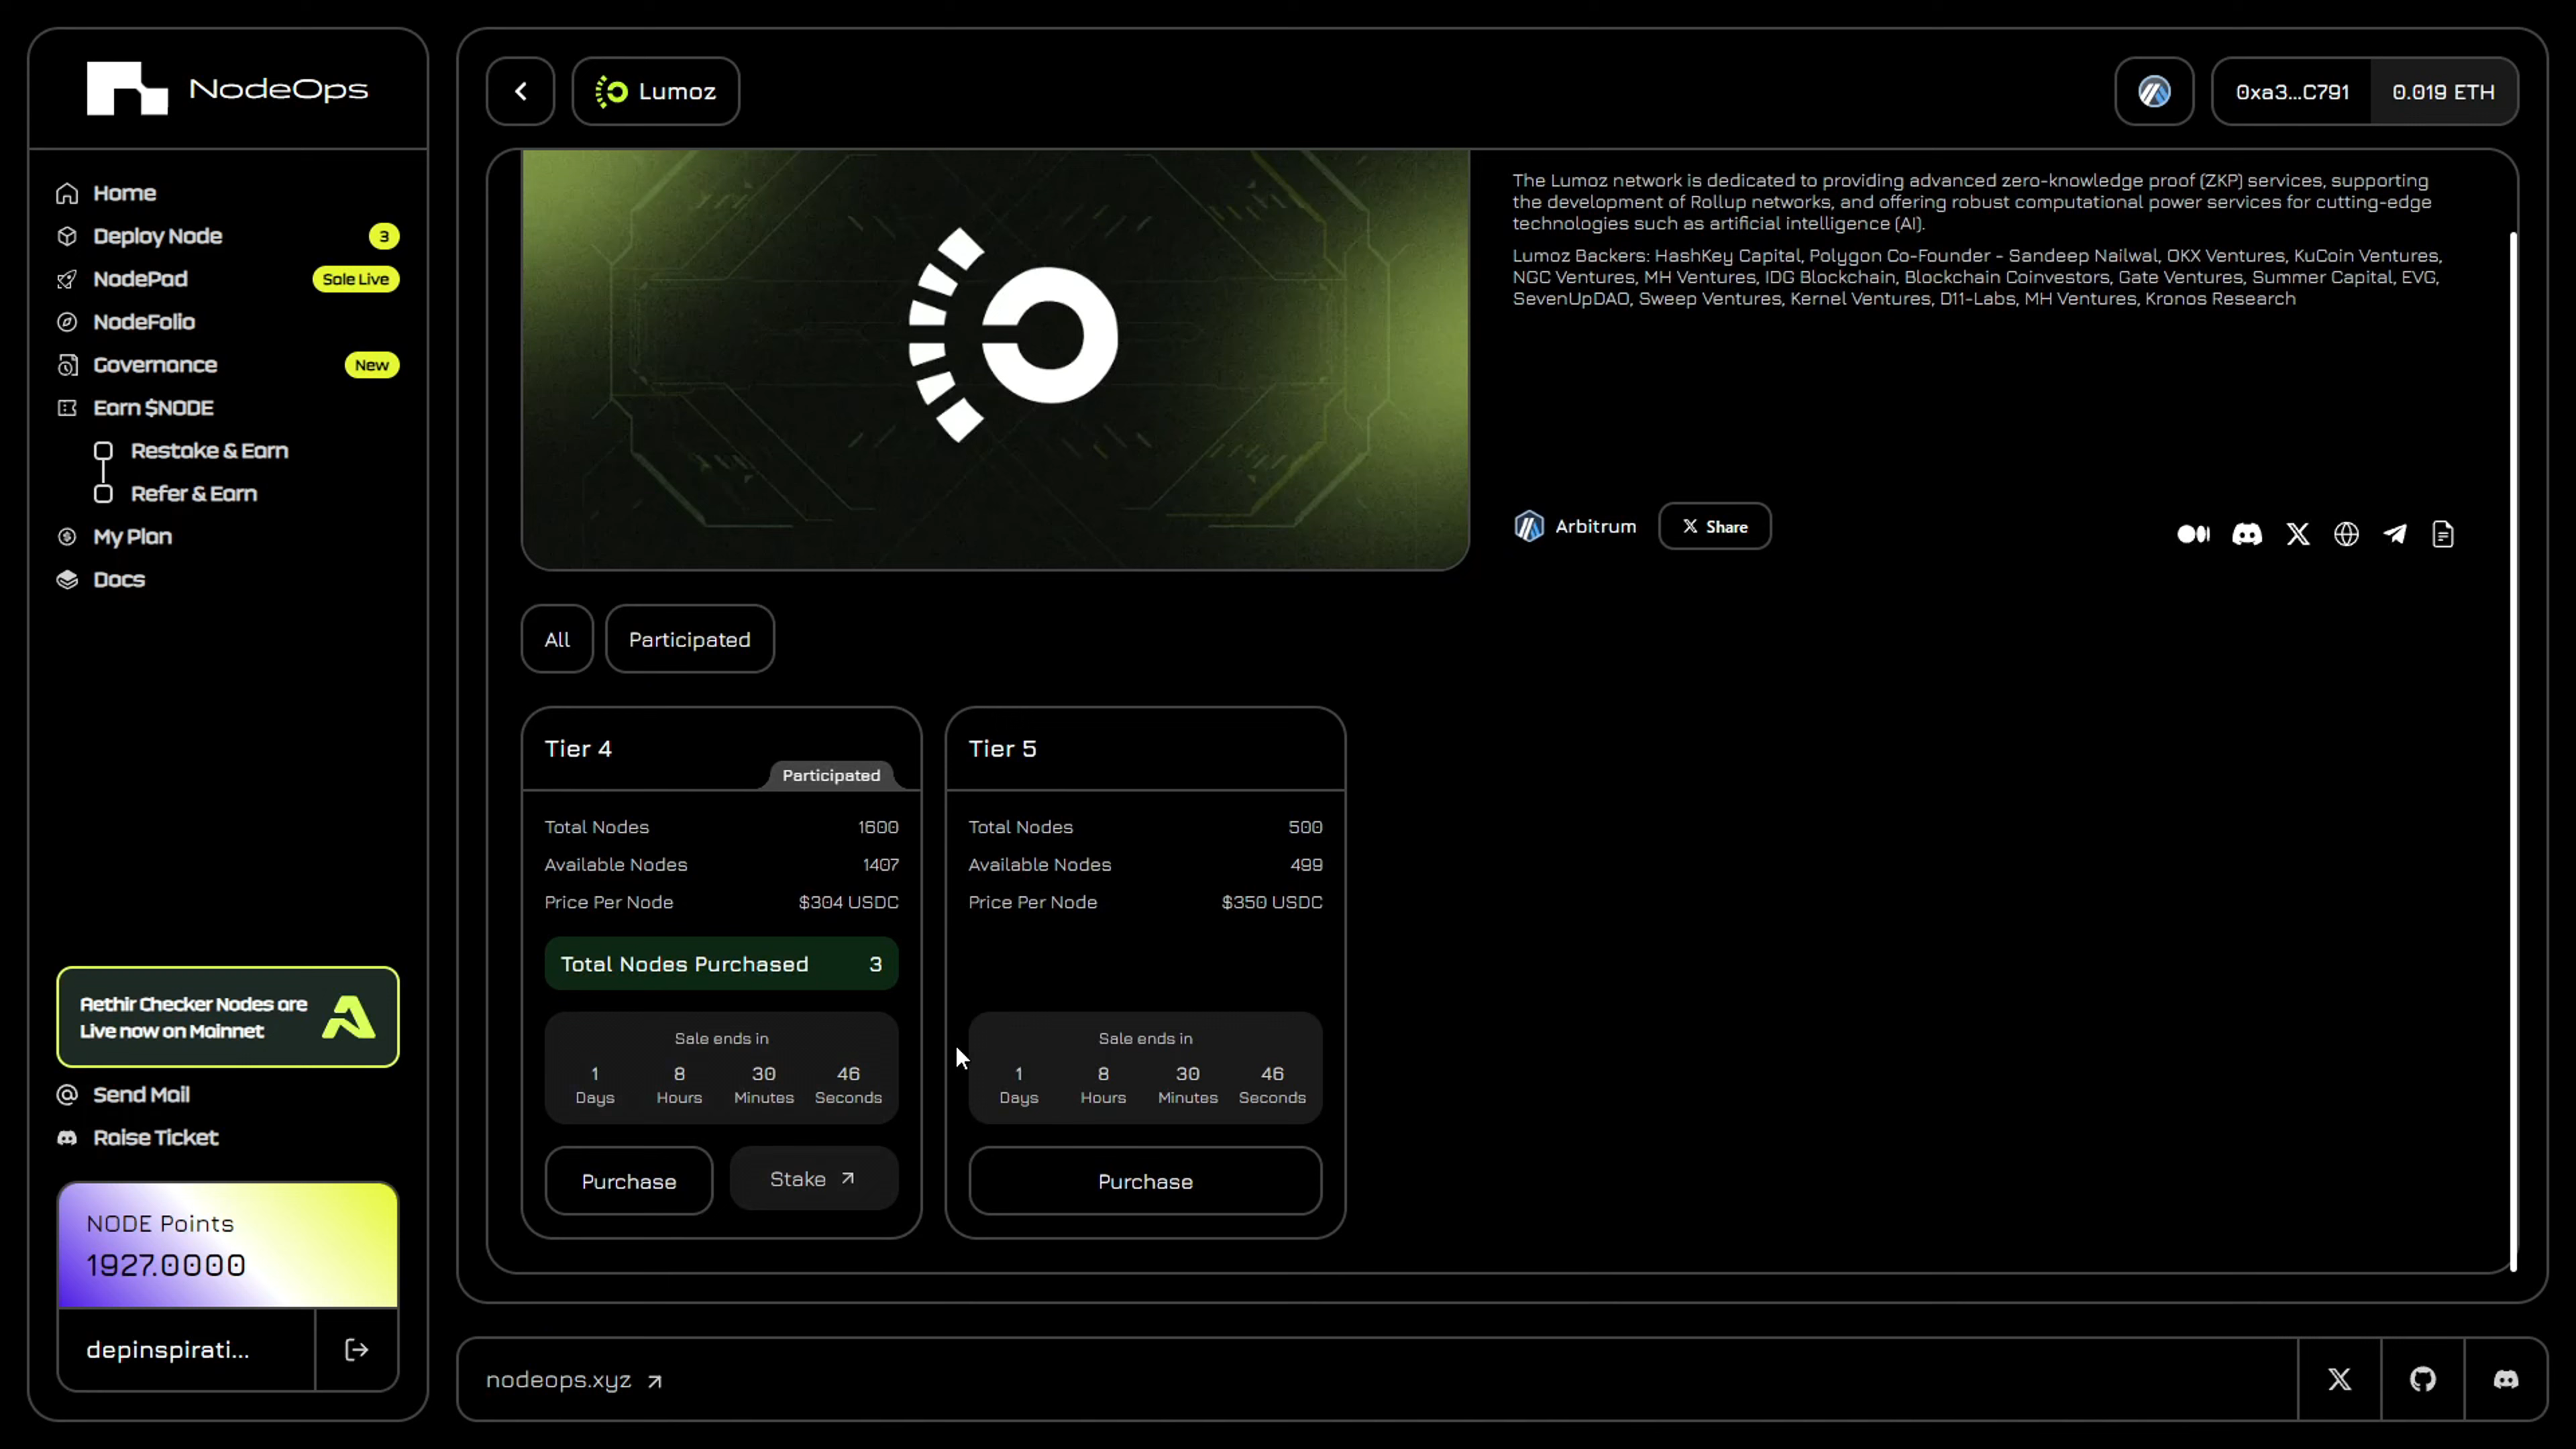 NodeOps
Home
Deploy Node 3
NodePad Sale Live
NodeFolio
Governance New
Earn $NODE
Restake & Earn
Refer & Earn
My Plan
Docs
Aethir Checker Nodes are
Live now on Mainnet
Send Mail
Raise Ticket
NODE Points
1927.0000
depinspirati...
Lumoz
0xa3...C791 0.019 ETH
The Lumoz network is dedicated to providing advanced zero-knowledge proof (ZKP) services, supporting
the development of Rollup networks, and offering robust computational power services for cutting-edge
technologies such as artificial intelligence (AI).
Lumoz Backers: HashKey Capital, Polygon Co-Founder - Sandeep Nailwal, OKX Ventures, KuCoin Ventures,
NGC Ventures, MH Ventures, IDG Blockchain, Blockchain Coinvestors, Gate Ventures, Summer Capital, EVG,
SevenUpDAO, Sweep Ventures, Kernel Ventures, D11-Labs, MH Ventures, Kronos Research
Arbitrum
Share
All
Participated
Tier 4
Participated
Total Nodes 1600
Available Nodes 1407
Price Per Node $304 USDC
Total Nodes Purchased 3
Sale ends in
1 8 30 46
Days Hours Minutes Seconds
Purchase
Stake
Tier 5
Total Nodes 500
Available Nodes 499
Price Per Node $350 USDC
Sale ends in
1 8 30 46
Days Hours Minutes Seconds
Purchase
nodeops.xyz